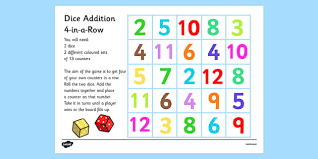 Dice Addition
4-in-a-Row
You will need:
2 dice
2 different coloured sets
of 13 counters
The aim of the game is to get four
of your own counters in a row.
Roll the two dice. Add the
numbers together and place
a counter on that number.
Take it in turns until a player
wins or the board fills up.
2 5 10 8 3
4 11 6 4
5 7 2 12 8
11 6 4 9 5
12 3 6 9
twinkl